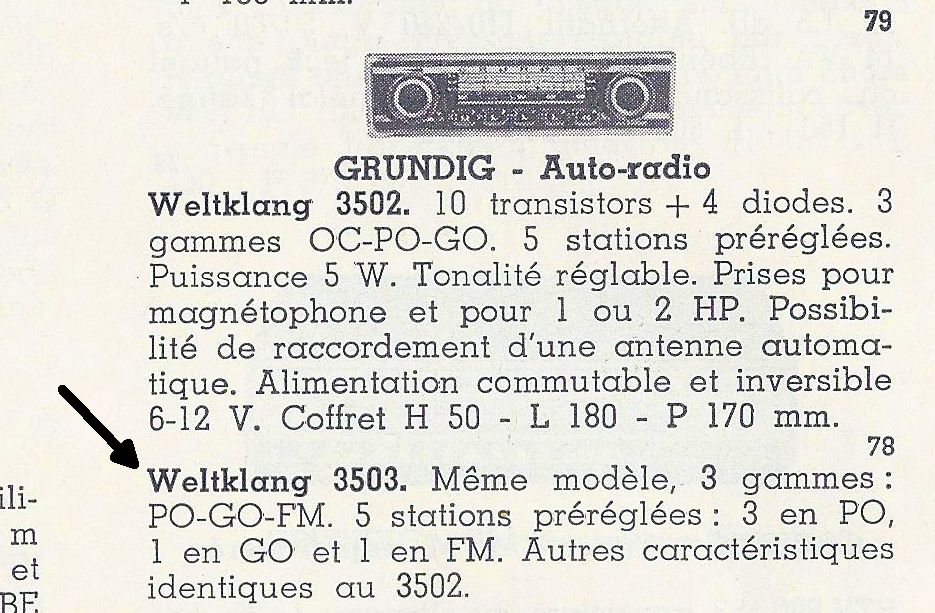 79
GRUNDIG - Auto-radio
Weltklang 3502. 10 transistors + 4 diodes. 3
gammes OC-PO-GO. 5 stations préréglées.
Puissance 5 W. Tonalité réglable. Prises pour
magnétophone et pour 1 ou 2 HP. Possibi-
lité de raccordement d'une antenne automa-
tique. Alimentation commutable et inversible
6-12 V. Coffret H 50 - L 180 - P 170 mm.
78
Weltklang 3503. Même modèle, 3 gammes :
PO-GO-FM. 5 stations préréglées : 3 en PO,
1 en GO et 1 en FM. Autres caractéristiques
identiques au 3502.
ili-
m
et